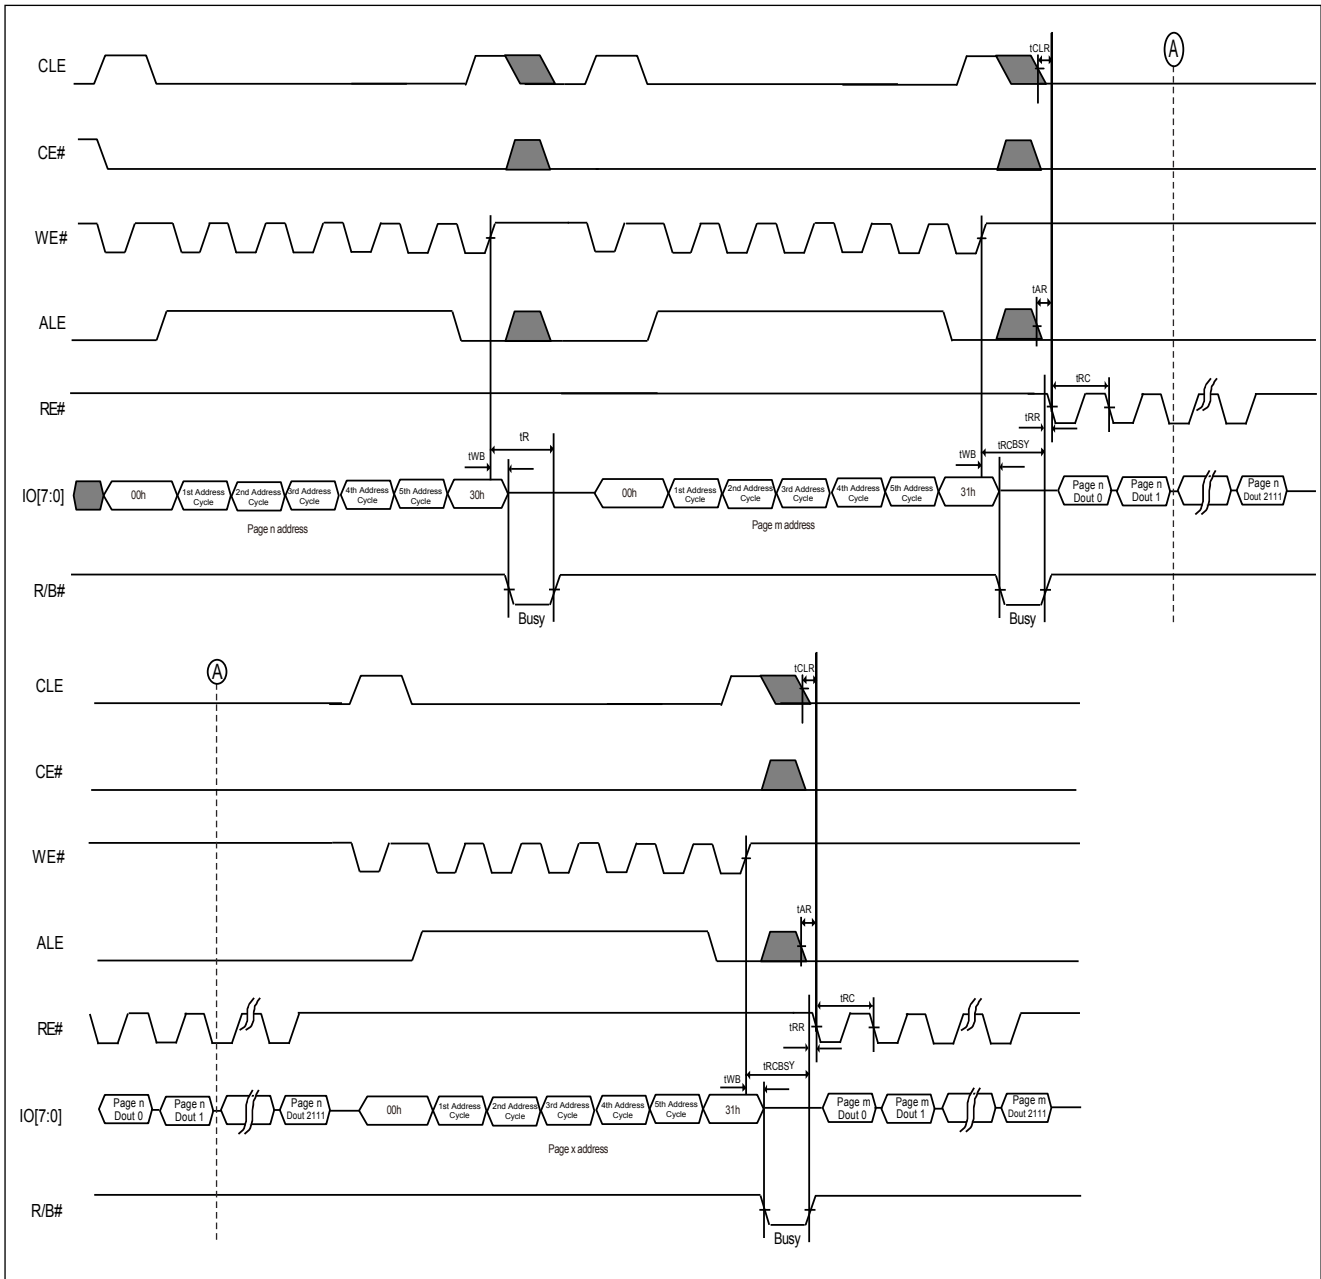 CLE
tCLR
A
CE#
WE#
ALE
tAR
RE#
tRC
tRR
tR
tRCBSY
tWB
tWB
IO[7:0]
00h
1st Address Cycle
2nd Address Cycle
3rd Address Cycle
4th Address Cycle
5th Address Cycle
30h
00h
1st Address Cycle
2nd Address Cycle
3rd Address Cycle
4th Address Cycle
5th Address Cycle
31h
Page n Dout 0
Page n Dout 1
Page n Dout 2111
Page n address
Page m address
R/B#
Busy
Busy
A
CLE
tCLR
CE#
WE#
ALE
tAR
RE#
tRC
tRR
tRCBSY
tWB
IO[7:0]
Page n Dout 0
Page n Dout 1
Page n Dout 2111
00h
1st Address Cycle
2nd Address Cycle
3rd Address Cycle
4th Address Cycle
5th Address Cycle
31h
Page m Dout 0
Page m Dout 1
Page m Dout 2111
Page x address
R/B#
Busy